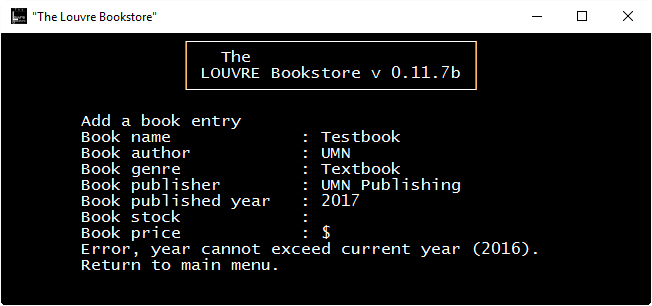 "The Louvre Bookstore"
The
LOUVRE Bookstore v 0.11.7b
Add a book entry
Book name : Testbook
Book author : UMN
Book genre : Textbook
Book publisher : UMN Publishing
Book published year : 2017
Book stock :
Book price : $
Error, year cannot exceed current year (2016).
Return to main menu.